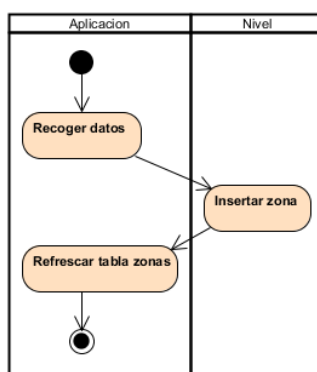 Aplicacion
Nivel
Recoger datos
Insertar zona
Refrescar tabla zonas